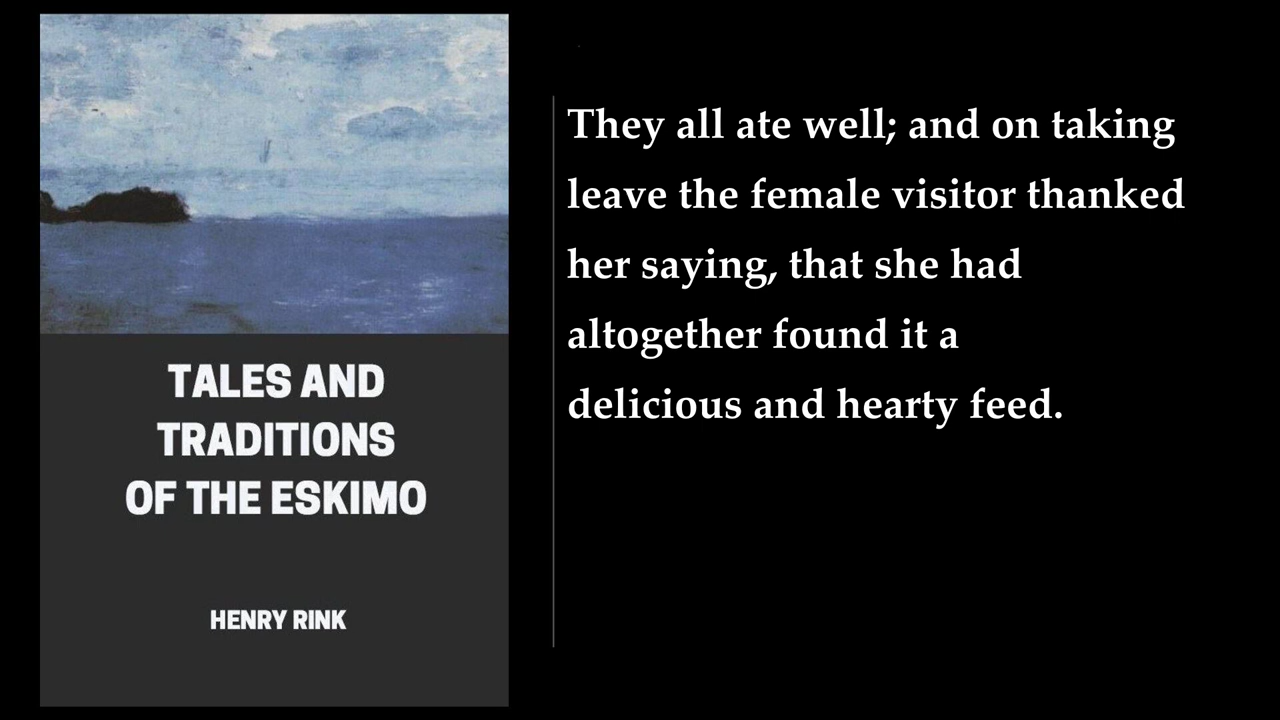 TALES AND
TRADITIONS
OF THE ESKIMO
HENRY RINK
They all ate well; and on taking
leave the female visitor thanked
her saying, that she had
altogether found it a
delicious and hearty feed.